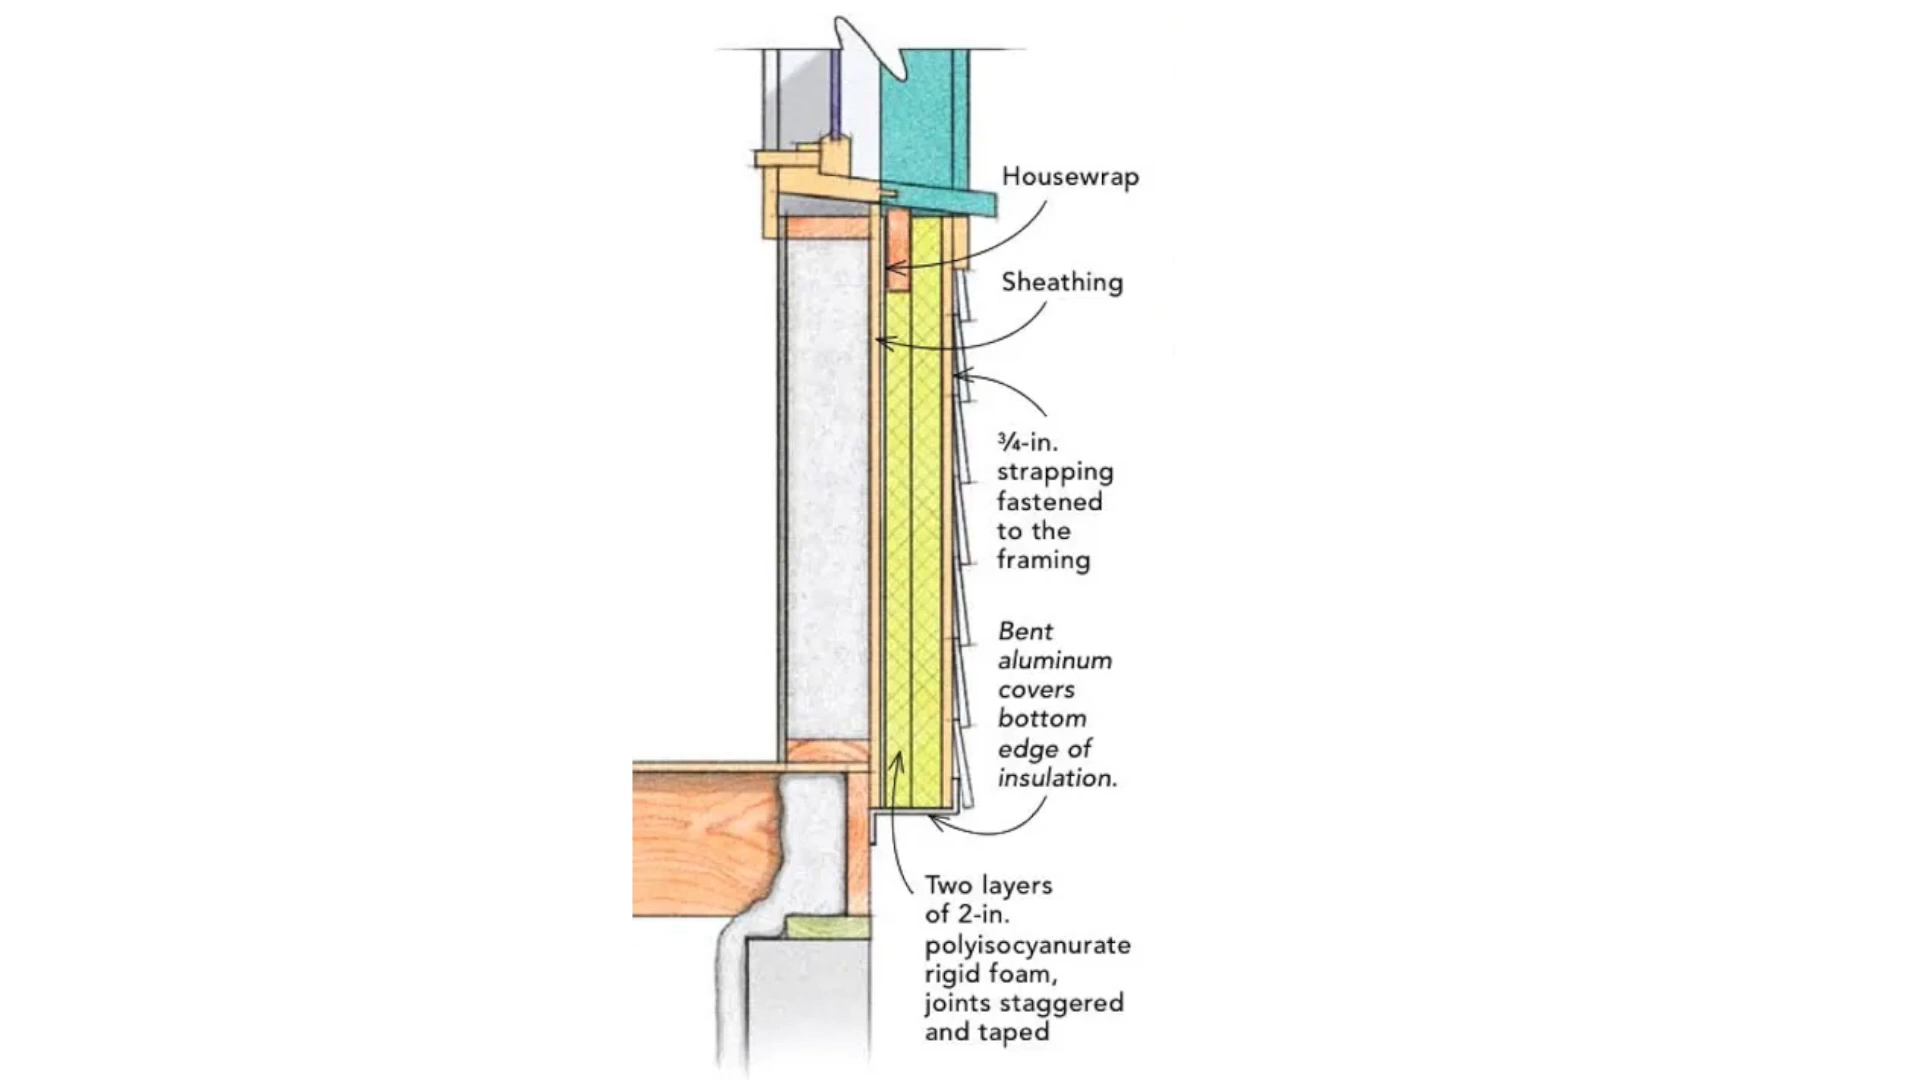 Housewrap
Sheathing
¾-in.
strapping
fastened
to the
framing
Bent
aluminum
covers
bottom
edge of
insulation.
Two layers
of 2-in.
polyisocyanurate
rigid foam,
joints staggered
and taped